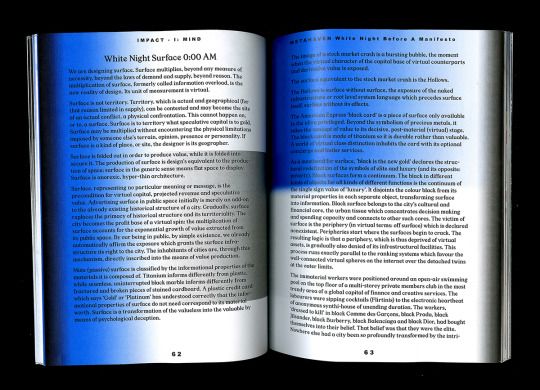 IMPACT - I: MIND
White Night Surface 0:00 AM
We are designing surface. Surface multiplies, beyond any measure of
necessity, beyond the laws of demand and supply, beyond reason. The
multiplication of surface, formerly called information overload, is the
new reality of design. Its unit of measurement is virtual.
Surface is not territory. Territory, which is actual and geographical (for
that reason limited in supply), can be contested and may become the site
of an actual conflict, a physical confrontation. This cannot happen on,
or to, a surface. Surface is to territory what speculative capital is to gold.
Surface may be multiplied without encountering the physical limitations
imposed by someone else's terrain, opinion, presence or personality. If
surface is a kind of place, or site, the designer is its geographer.
Surface is folded out in order to produce value, while it is folded into
secure it. The production of surface is design's equivalent to the produc-
tion of space; surface in the generic sense means flat space to display.
Surface is anorexic, hyper-thin architecture.
Surface, representing no particular meaning or message, is the
precondition for virtual capital, projected revenue and speculative
value. Advertising surface in public space initially is merely an add-on
to the already existing historical structure of a city. Gradually, surface
replaces the primacy of historical structure and its territoriality. The
city becomes the profit loss of a virtual spin: the multiplication of
surface accounts for the exponential growth of value extracted from
its public space. By our being in public, by simple existence, we already
automatically affirm the exposure which grants the surface infra-
structure its right to the city. The inhabitants of cities are, through this
mechanism, directly inscribed into the means of value production.
Mute (passive) surface is classified by the informational properties of the
materials it is composed of. Titanium informs differently from plastic,
while seamless, uninterrupted black marble informs differently from
fractured and broken pieces of stained cardboard. A plastic credit card
which says 'Gold' or 'Platinum' has understood correctly that the infor-
mational properties of surface do not need correspond to its material
worth. Surface is a transformation of the valueless into the valuable by
means of psychological deception.
62
METAHAVEN White Night Before A Manifesto
The image of a stock market crash is a bursting bubble, the moment
when the virtual character of the capital base of virtual counterparts
and derivative value is exposed.
The surface equivalent to the stock market crash is the Hollows.
The Hollows is surface without surface, the exposure of the naked
infrastructure or root level system language which precedes surface
itself, surface without its effects.
The American Express 'black card' is a piece of surface only available
to the ultra privileged. Beyond the symbolism of precious metals, it
takes the concept of value to its decisive, post-material (virtual) stage.
The black card is made of titanium so it is durable rather than valuable.
A world of virtual class distinction inhabits the card with its optional
concierge and butler services.
As a shorthand for surface, 'black is the new gold' declares the struc-
tural redefinition of the symbols of site and luxury (and its opposite
poverty). Black surfaces form a continuum. The black in different
kinds of objects for all kinds of different functions is the continuum of
the single sign value of 'luxury'. It dispatches the colour black from its
material properties in each separate object, transforming surface
into information. Black surface belongs to the city's cultural and
financial core, the urban tissue which concentrates decision making
and spending capacity and connects to other such cores. The victim of
surface is the periphery (in virtual terms of surface) which is declared
nonexistent. Peripheries start where the surfaces begin to crack. The
resulting logic is that a periphery, which is thus deprived of virtual
assets, is gradually also denied of its infrastructural facilities. This
process runs exactly parallel to the ranking systems which favour the
well-connected virtual spheres on the internet over the detached twins
at the outer limits.
The immaterial workers were positioned around an open-air swimming
pool on the top floor of a multi-storey private members club in the most
trendy area of a global capital of finance and creative services. The
labourers were sipping cocktails (Flirtinis) to the electronic heartbeat
of anonymous synthi-house of unending duration. The workers,
'dressed to kill' in black Comme des Garçons, black Prada, black
Jil Sander, black Burberry, black Balenciaga and black Dior, had bought
themselves into their belief. That belief was that they were the elite.
Nowhere else had a city been so profoundly transformed by the intri-
63